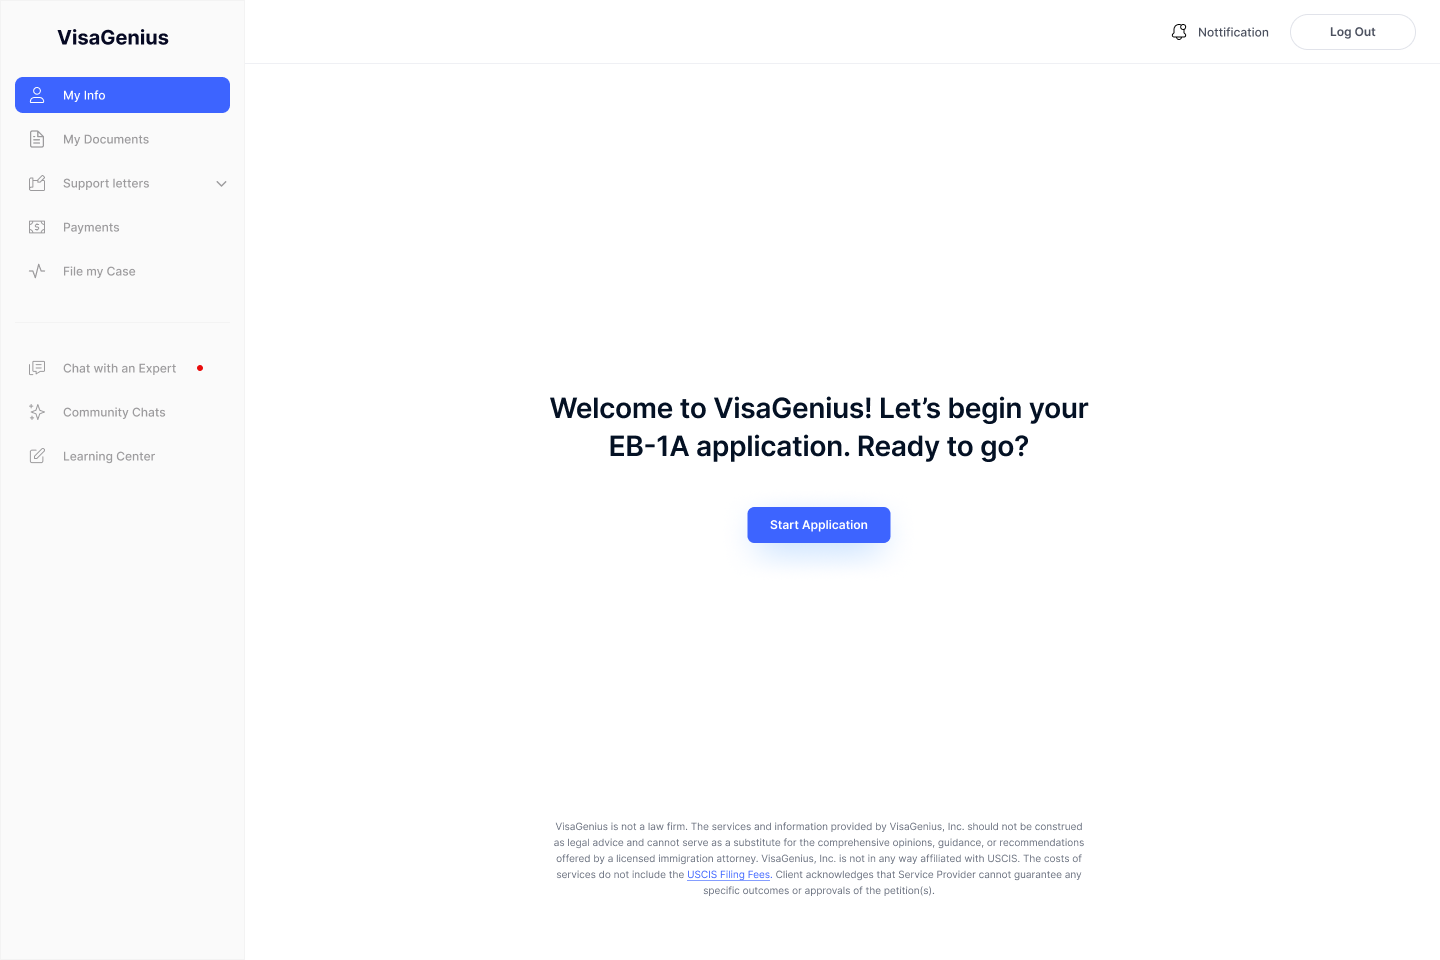 VisaGenius
Nottification
Log Out
My Info
My Documents
Support letters
Payments
File my Case
Chat with an Expert
Community Chats
Learning Center
Welcome to VisaGenius! Let’s begin your
EB-1A application. Ready to go?
Start Application
VisaGenius is not a law firm. The services and information provided by VisaGenius, Inc. should not be construed
as legal advice and cannot serve as a substitute for the comprehensive opinions, guidance, or recommendations
offered by a licensed immigration attorney. VisaGenius, Inc. is not in any way affiliated with USCIS. The costs of
services do not include the USCIS Filing Fees. Client acknowledges that Service Provider cannot guarantee any
specific outcomes or approvals of the petition(s).